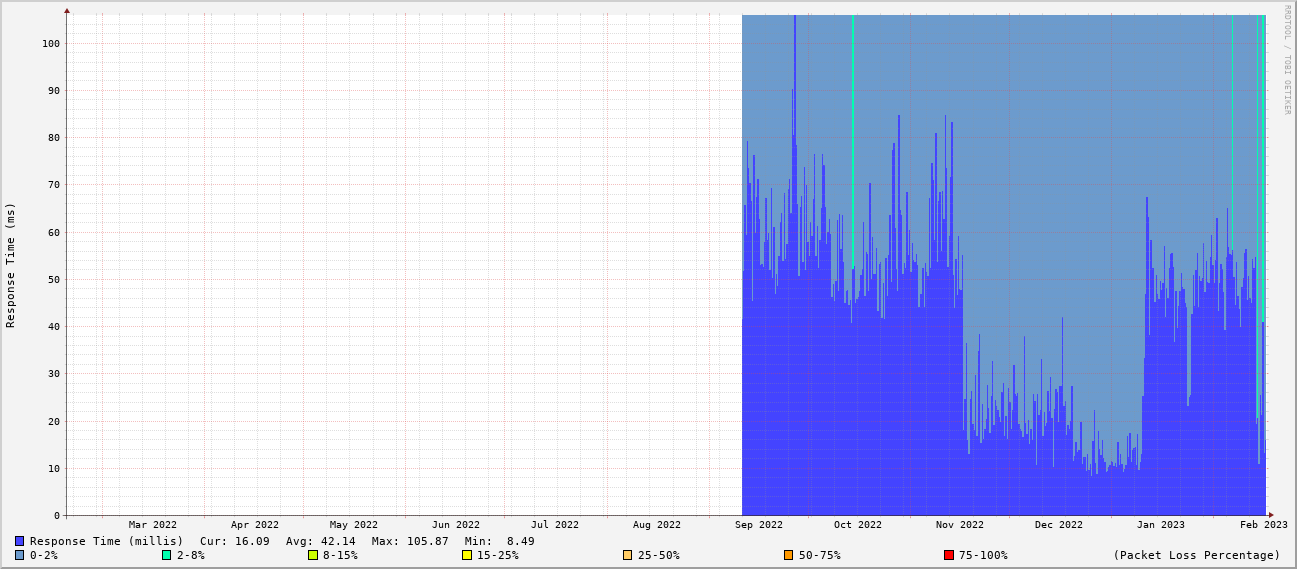 RRDTOOL / TOBI OETIKER
Response Time (ms)
100
90
80
70
60
50
40
30
20
10
0
Mar 2022 Apr 2022 May 2022 Jun 2022 Jul 2022 Aug 2022 Sep 2022 Oct 2022 Nov 2022 Dec 2022 Jan 2023 Feb 2023
Response Time (millis) Cur: 16.09 Avg: 42.14 Max: 105.87 Min: 8.49
0-2% 2-8% 8-15% 15-25% 25-50% 50-75% 75-100% (Packet Loss Percentage)